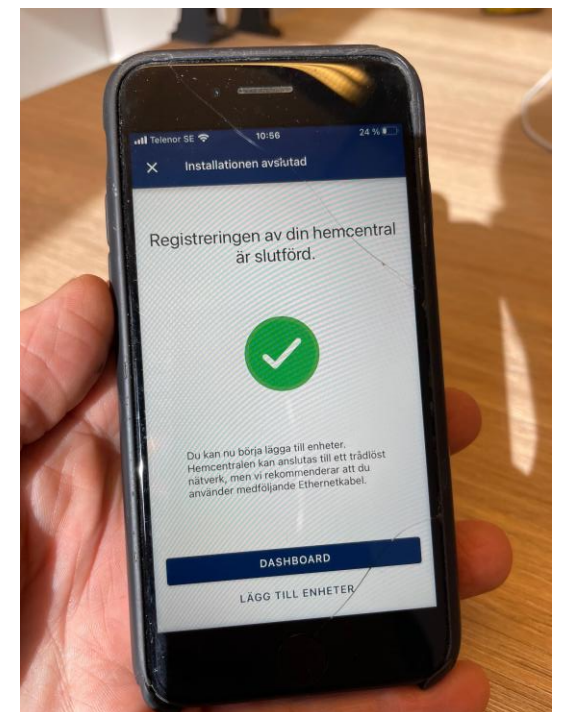 Telenor SE 10:56 24 %
Installationen avslutad
Registreringen av din hemcentral
är slutförd.
Du kan nu börja lägga till enheter.
Hemcentralen kan anslutas till ett trådlöst
nätverk, men vi rekommenderar att du
använder medföljande Ethernetkabel.
DASHBOARD
LÄGG TILL ENHETER